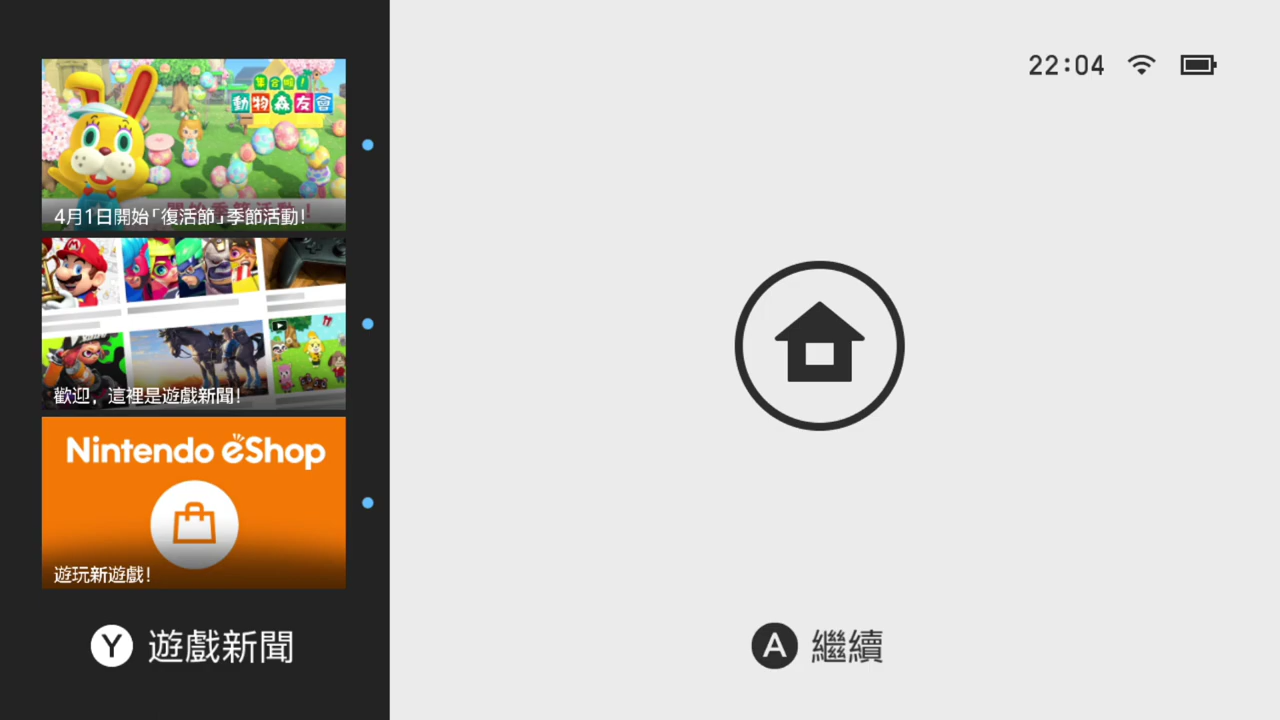 集合啦!
動物森友會
4月1日開始「復活節」季節活動!
歡迎，這裡是遊戲新聞!
Nintendo eShop
遊玩新遊戲!
Y 遊戲新聞
22:04
A 繼續